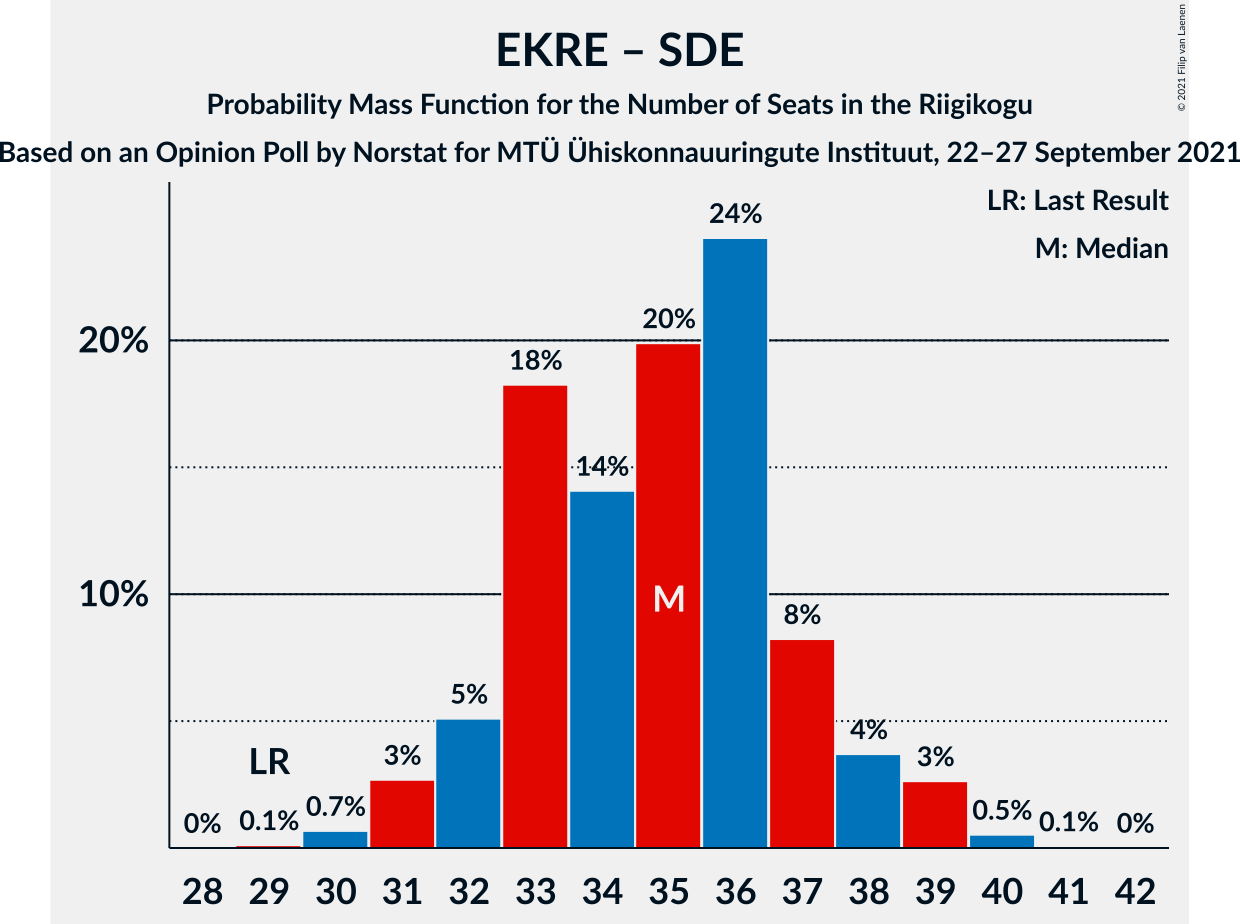 EKRE – SDE
Probability Mass Function for the Number of Seats in the Riigikogu
Based on an Opinion Poll by Norstat for MTÜ Ühiskonnauuringute Instituut, 22–27 September 2021
© 2021 Filip van Laenen
LR: Last Result
M: Median
24%
20%
20%
18%
14%
10%
M
8%
5%
4%
3%
3%
LR
0%
0.1%
0.7%
0.5%
0.1%
0%
28 29 30 31 32 33 34 35 36 37 38 39 40 41 42